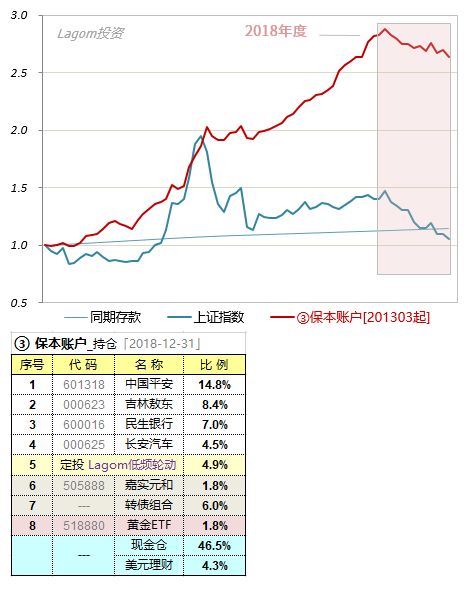 3.0
Lagom投资
2018年度
2.5
2.0
1.5
1.0
0.5
同期存款 上证指数 ③保本账户[201303起]
③ 保本账户_持仓「2018-12-31」
序号 代 码 名 称 比 例
1 601318 中国平安 14.8%
2 000623 吉林敖东 8.4%
3 600016 民生银行 7.0%
4 000625 长安汽车 4.5%
5 定投 Lagom低频轮动 4.9%
6 505888 嘉实元和 1.8%
7 --- 转债组合 6.0%
8 518880 黄金ETF 1.8%
--- 现金仓 46.5%
美元理财 4.3%